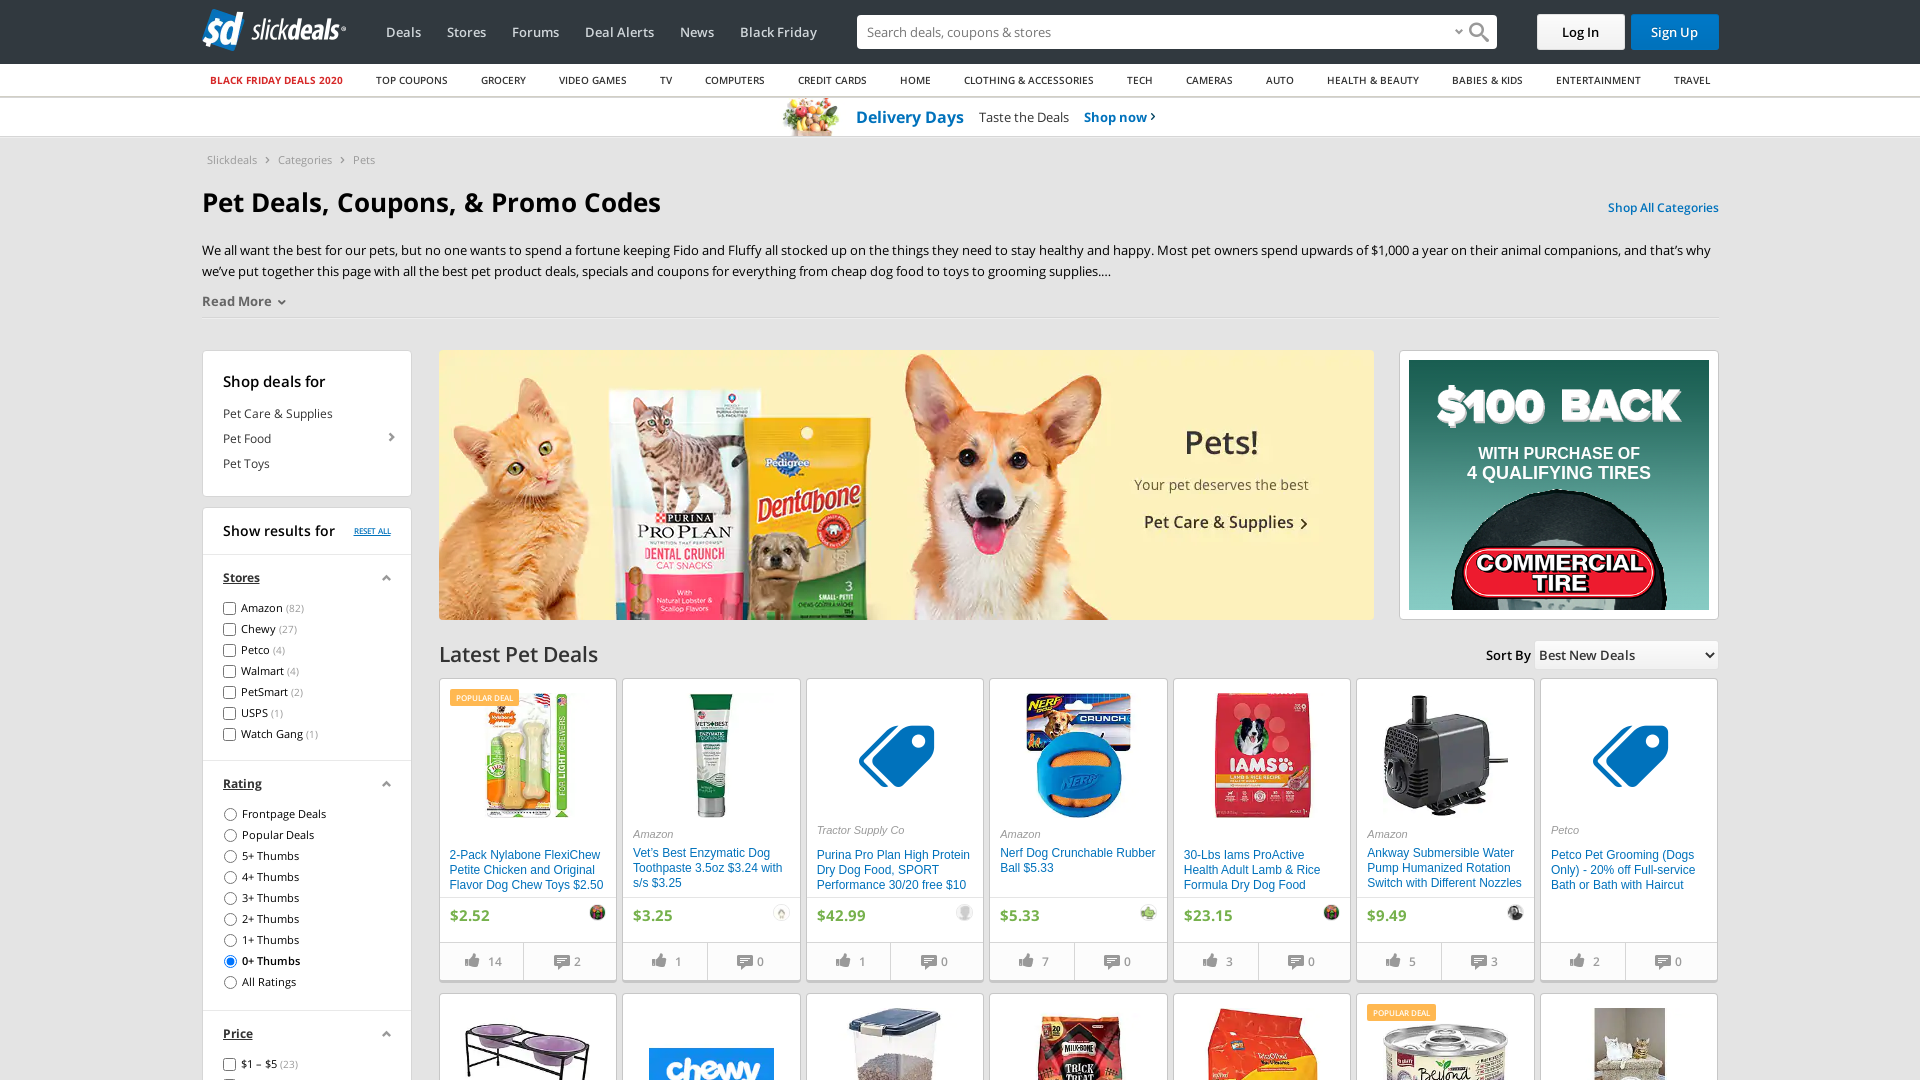 slickdeals
Deals
Stores
Forums
Deal Alerts
News
Black Friday
Search deals, coupons & stores
Log In
Sign Up
BLACK FRIDAY DEALS 2020
TOP COUPONS
GROCERY
VIDEO GAMES
TV
COMPUTERS
CREDIT CARDS
HOME
CLOTHING & ACCESSORIES
TECH
CAMERAS
AUTO
HEALTH & BEAUTY
BABIES & KIDS
ENTERTAINMENT
TRAVEL
Delivery Days Taste the Deals Shop now
Slickdeals > Categories > Pets
Pet Deals, Coupons, & Promo Codes
Shop All Categories
We all want the best for our pets, but no one wants to spend a fortune keeping Fido and Fluffy all stocked up on the things they need to stay healthy and happy. Most pet owners spend upwards of $1,000 a year on their animal companions, and that's why
we've put together this page with all the best pet product deals, specials and coupons for everything from cheap dog food to toys to grooming supplies.…
Read More
Shop deals for
Pet Care & Supplies
Pet Food
Pet Toys
Show results for
RESET ALL
Stores
Amazon (82)
Chewy (27)
Petco (4)
Walmart (4)
PetSmart (2)
USPS (1)
Watch Gang (1)
Rating
Frontpage Deals
Popular Deals
5+ Thumbs
4+ Thumbs
3+ Thumbs
2+ Thumbs
1+ Thumbs
0+ Thumbs
All Ratings
Price
$1 – $5 (23)
PURINA
PRO PLAN
DENTAL CRUNCH
CAT SNACKS
With
Natural Lobster &
Scallop Flavors
Pedigree
Dentabone
3
SMALL-PETIT
Pets!
Your pet deserves the best
Pet Care & Supplies
$100 BACK
WITH PURCHASE OF
4 QUALIFYING TIRES
COMMERCIAL
TIRE
Latest Pet Deals
Sort By Best New Deals
POPULAR DEAL
FOR LIGHT CHEWERS
2-Pack Nylabone FlexiChew
Petite Chicken and Original
Flavor Dog Chew Toys $2.50
$2.52
14
2
VET'S BEST
ENZYMATIC
Amazon
Vet's Best Enzymatic Dog
Toothpaste 3.5oz $3.24 with
s/s $3.25
$3.25
1
0
Tractor Supply Co
Purina Pro Plan High Protein
Dry Dog Food, SPORT
Performance 30/20 free $10
$42.99
1
0
NERF
DOG
CRUNCH
NERF
Amazon
Nerf Dog Crunchable Rubber
Ball $5.33
$5.33
7
0
IAMS
LAMB & RICE RECIPE
30-Lbs Iams ProActive
Health Adult Lamb & Rice
Formula Dry Dog Food
$23.15
3
0
Amazon
Ankway Submersible Water
Pump Humanized Rotation
Switch with Different Nozzles
$9.49
5
3
Petco
Petco Pet Grooming (Dogs
Only) - 20% off Full-service
Bath or Bath with Haircut
2
0
chewy
MILK-BONE
TRICK
TREAT
POPULAR DEAL
PURINA
Beyond